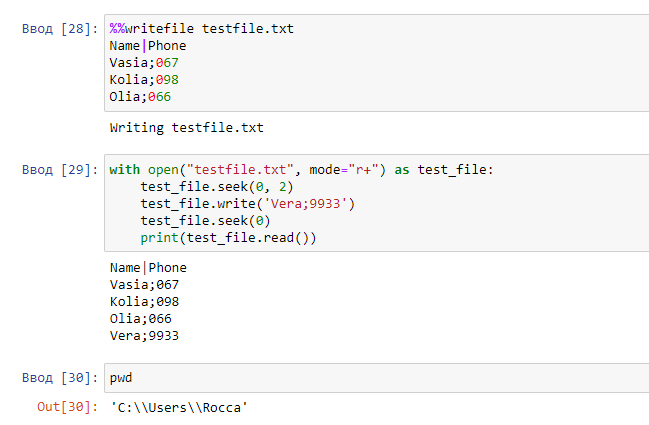 Ввод [28]: %%writefile testfile.txt
Name|Phone
Vasia;067
Kolia;098
Olia;066
Writing testfile.txt
Ввод [29]: with open("testfile.txt", mode="r+") as test_file:
    test_file.seek(0, 2)
    test_file.write('Vera;9933')
    test_file.seek(0)
    print(test_file.read())
Name|Phone
Vasia;067
Kolia;098
Olia;066
Vera;9933
Ввод [30]: pwd
Out[30]: 'C:\\Users\\Rocca'